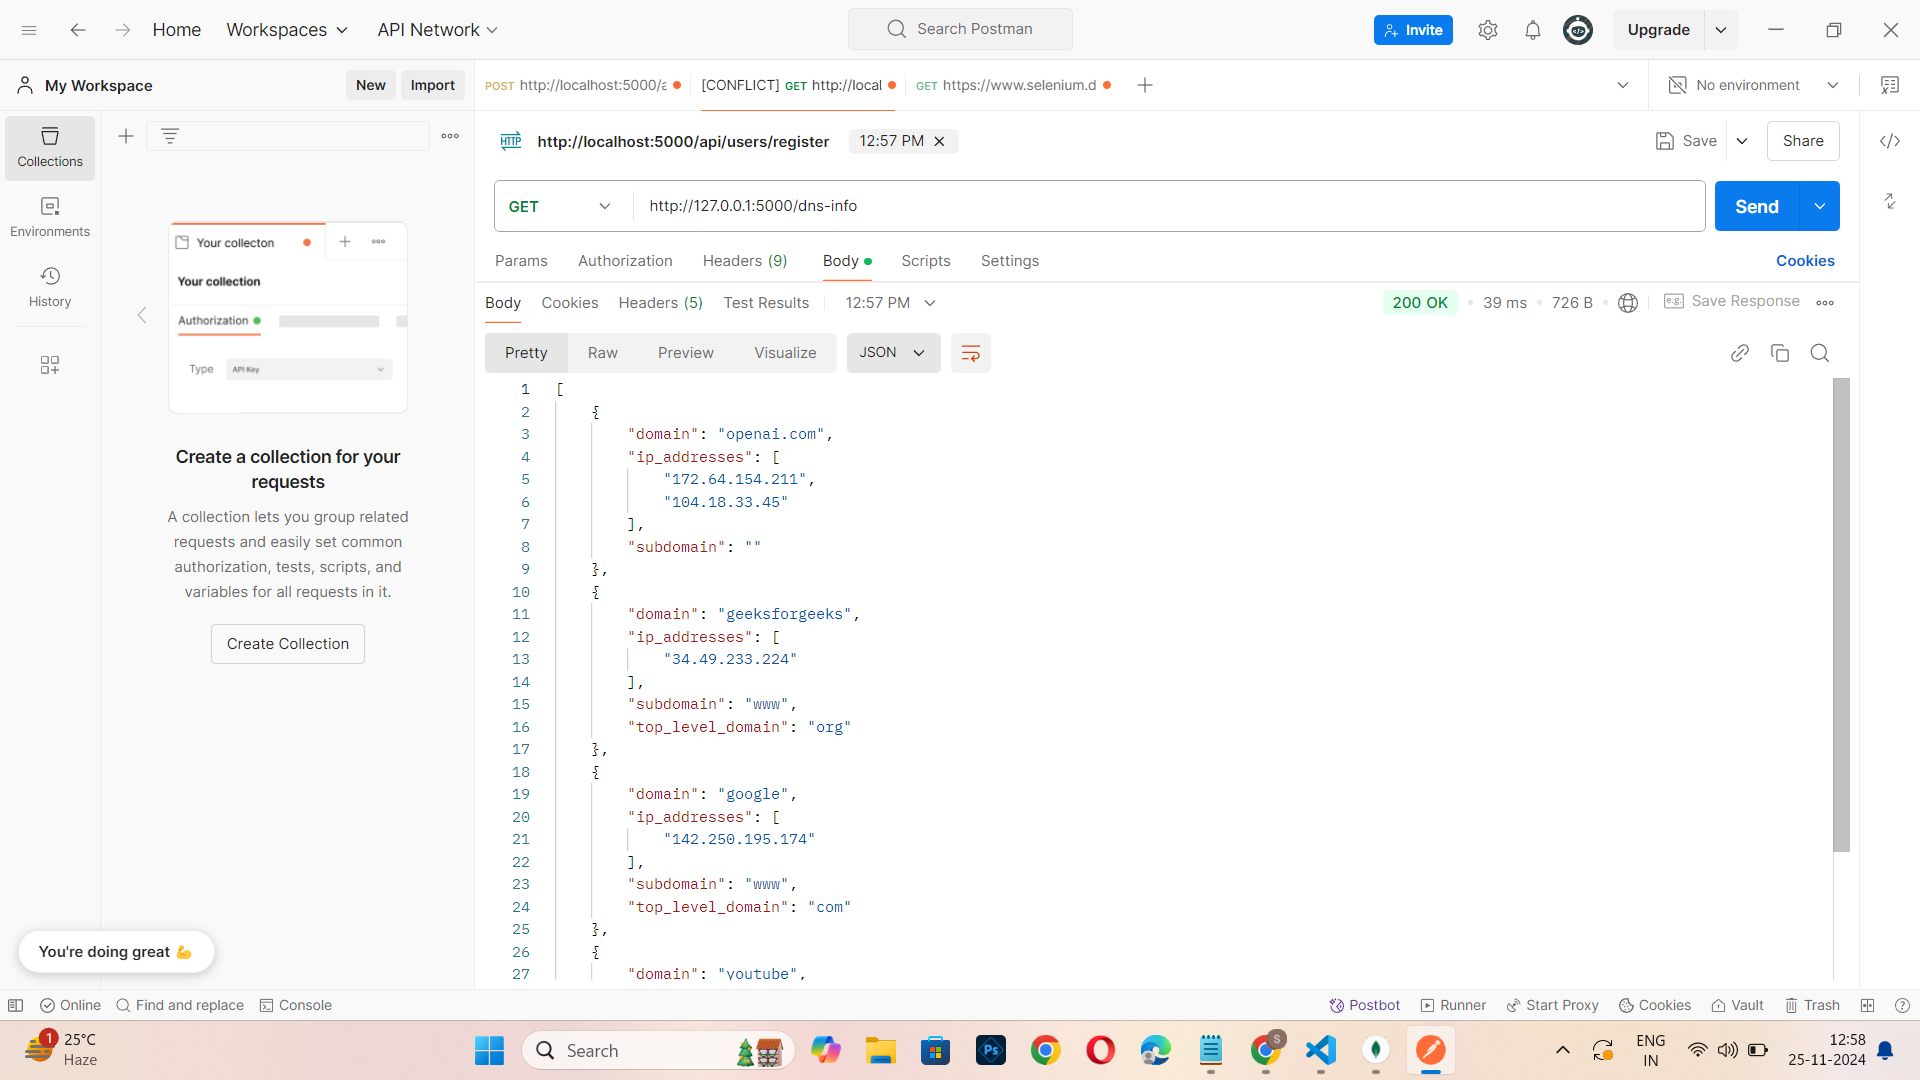 Home Workspaces API Network Search Postman Invite Upgrade
My Workspace New Import
POST http://localhost:5000/a [CONFLICT] GET http://local GET https://www.selenium.d No environment
Collections
Environments
History
Your collecton
Your collection
Authorization
Type API Key
Create a collection for your
requests
A collection lets you group related
requests and easily set common
authorization, tests, scripts, and
variables for all requests in it.
Create Collection
You're doing great 💪
HTTP http://localhost:5000/api/users/register 12:57 PM Save Share
GET http://127.0.0.1:5000/dns-info Send
Params Authorization Headers (9) Body Scripts Settings Cookies
Body Cookies Headers (5) Test Results 12:57 PM 200 OK 39 ms 726 B e.g. Save Response
Pretty Raw Preview Visualize JSON
1 [
2 {
3 "domain": "openai.com",
4 "ip_addresses": [
5 "172.64.154.211",
6 "104.18.33.45"
7 ],
8 "subdomain": ""
9 },
10 {
11 "domain": "geeksforgeeks",
12 "ip_addresses": [
13 "34.49.233.224"
14 ],
15 "subdomain": "www",
16 "top_level_domain": "org"
17 },
18 {
19 "domain": "google",
20 "ip_addresses": [
21 "142.250.195.174"
22 ],
23 "subdomain": "www",
24 "top_level_domain": "com"
25 },
26 {
27 "domain": "youtube",
Online Find and replace Console Postbot Runner Start Proxy Cookies Vault Trash
1 25°C
Haze
Search
Ps
S
ENG
IN
12:58
25-11-2024